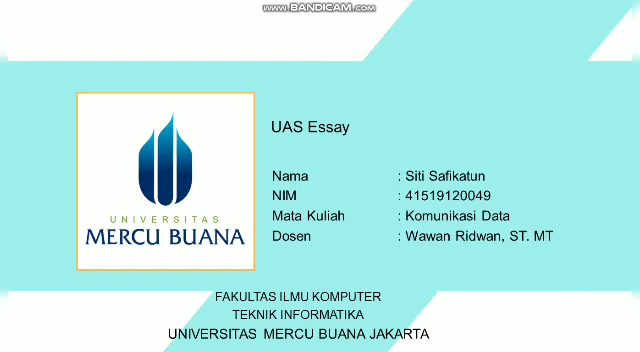 www.BANDICAM.com
UAS Essay
Nama : Siti Safikatun
NIM : 41519120049
Mata Kuliah : Komunikasi Data
Dosen : Wawan Ridwan, ST. MT
UNIVERSITAS
MERCU BUANA
FAKULTAS ILMU KOMPUTER
TEKNIK INFORMATIKA
UNIVERSITAS MERCU BUANA JAKARTA